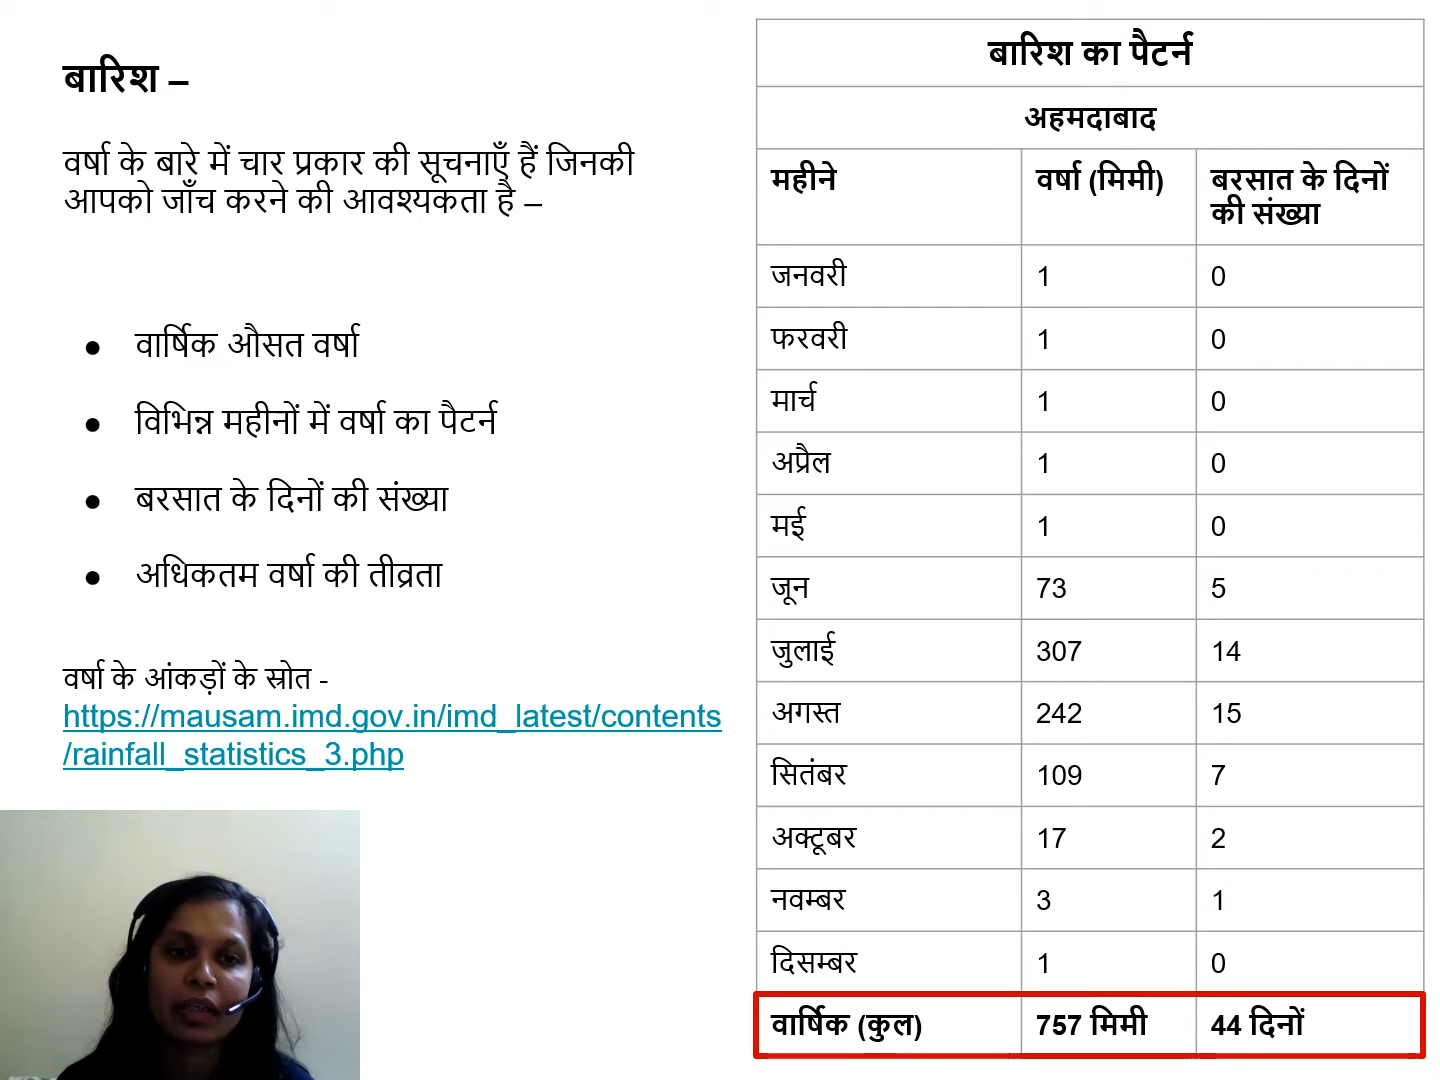 बारिश –
वर्षा के बारे में चार प्रकार की सूचनाएँ हैं जिनकी
आपको जाँच करने की आवश्यकता है –
● वार्षिक औसत वर्षा
● विभिन्न महीनों में वर्षा का पैटर्न
● बरसात के दिनों की संख्या
● अधिकतम वर्षा की तीव्रता
वर्षा के आंकड़ों के स्रोत -
https://mausam.imd.gov.in/imd_latest/contents
/rainfall_statistics_3.php
बारिश का पैटर्न
अहमदाबाद
महीने वर्षा (मिमी) बरसात के दिनों
की संख्या
जनवरी 1 0
फरवरी 1 0
मार्च 1 0
अप्रैल 1 0
मई 1 0
जून 73 5
जुलाई 307 14
अगस्त 242 15
सितंबर 109 7
अक्टूबर 17 2
नवम्बर 3 1
दिसम्बर 1 0
वार्षिक (कुल) 757 मिमी 44 दिनों